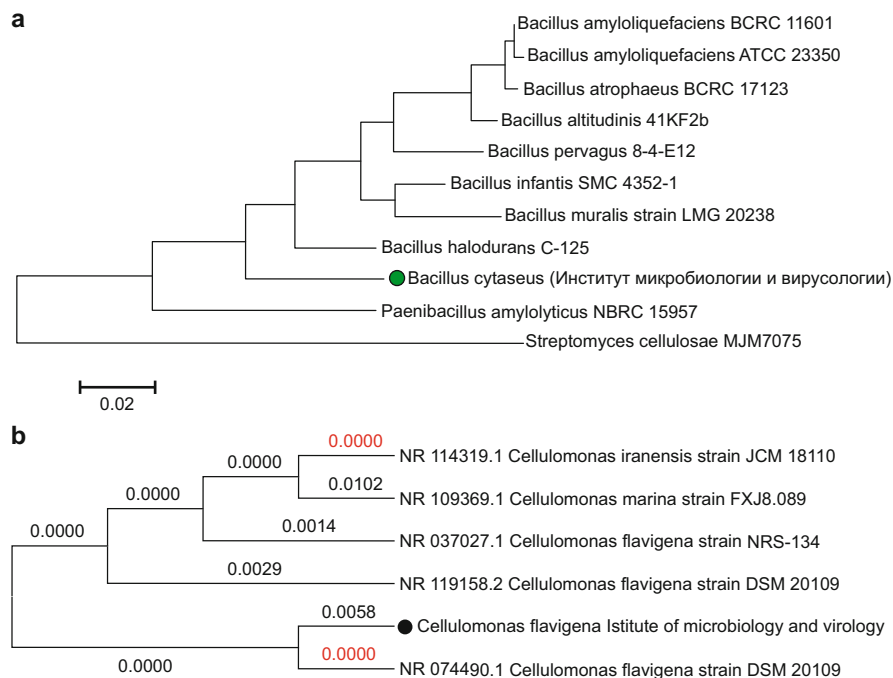 a
Bacillus amyloliquefaciens BCRC 11601
Bacillus amyloliquefaciens ATCC 23350
Bacillus atrophaeus BCRC 17123
Bacillus altitudinis 41KF2b
Bacillus pervagus 8-4-E12
Bacillus infantis SMC 4352-1
Bacillus muralis strain LMG 20238
Bacillus halodurans C-125
Bacillus cytaseus (Институт микробиологии и вирусологии)
Paenibacillus amylolyticus NBRC 15957
Streptomyces cellulosae MJM7075
0.02
b
0.0000
NR 114319.1 Cellulomonas iranensis strain JCM 18110
0.0000
0.0102
NR 109369.1 Cellulomonas marina strain FXJ8.089
0.0000
0.0014
NR 037027.1 Cellulomonas flavigena strain NRS-134
0.0000
0.0029
NR 119158.2 Cellulomonas flavigena strain DSM 20109
0.0058
Cellulomonas flavigena Istitute of microbiology and virology
0.0000
0.0000
NR 074490.1 Cellulomonas flavigena strain DSM 20109